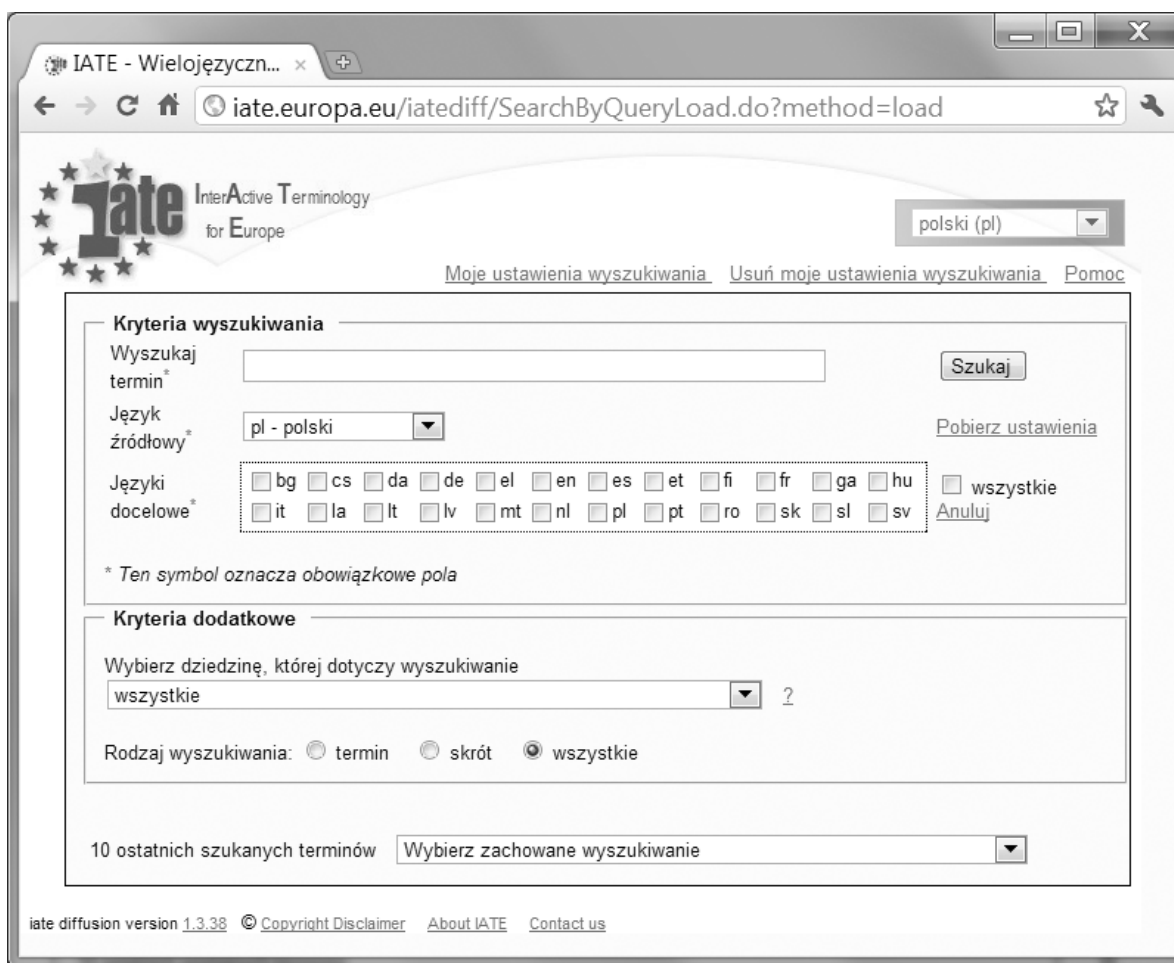 IATE - Wielojęzyczn...
iate.europa.eu/iatediff/SearchByQueryLoad.do?method=load
Iate InterActive Terminology
for Europe
polski (pl)
Moje ustawienia wyszukiwania Usuń moje ustawienia wyszukiwania Pomoc
Kryteria wyszukiwania
Wyszukaj
termin* Szukaj
Język
źródłowy* pl - polski Pobierz ustawienia
Języki
docelowe*
bg cs da de el en es et fi fr ga hu wszystkie
it la lt lv mt nl pl pt ro sk sl sv Anuluj
* Ten symbol oznacza obowiązkowe pola
Kryteria dodatkowe
Wybierz dziedzinę, której dotyczy wyszukiwanie
wszystkie ?
Rodzaj wyszukiwania: termin skrót wszystkie
10 ostatnich szukanych terminów Wybierz zachowane wyszukiwanie
iate diffusion version 1.3.38 © Copyright Disclaimer About IATE Contact us